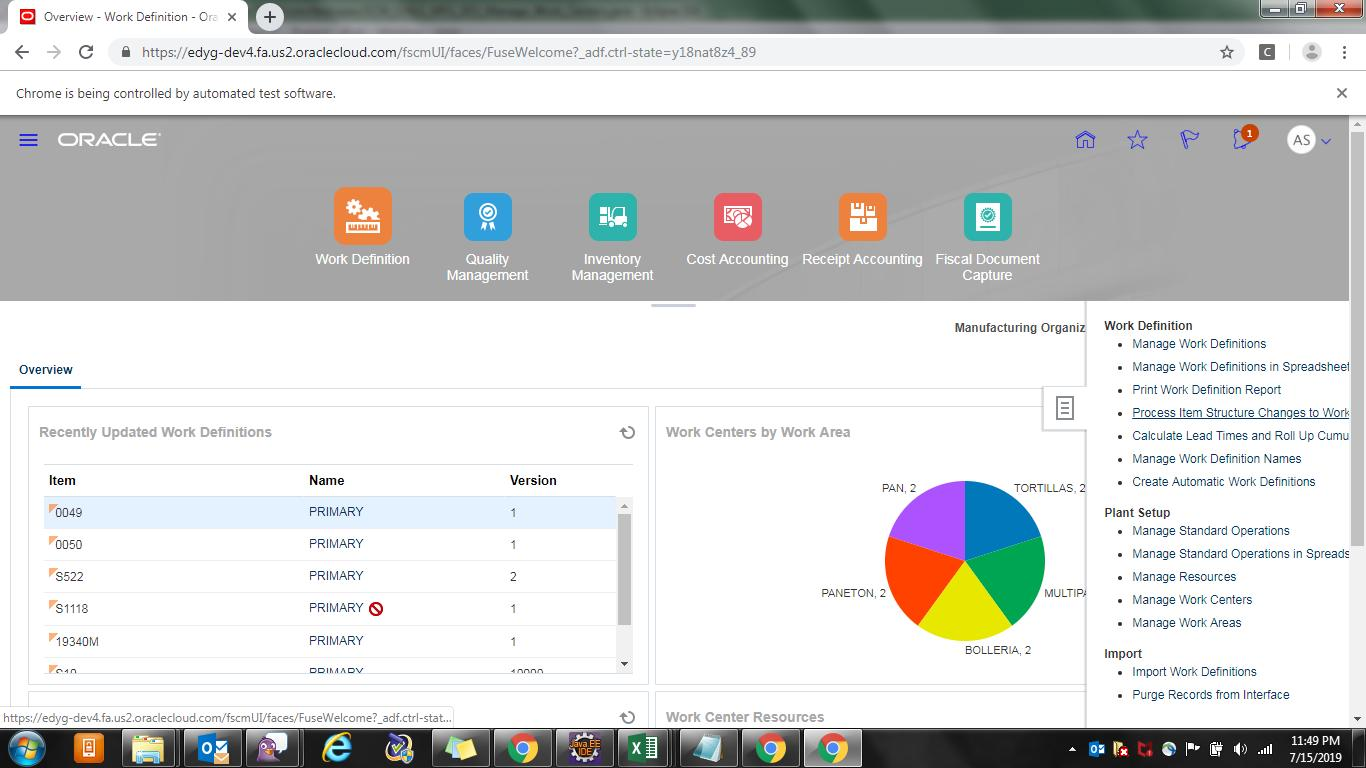 Overview - Work Definition - Ora
https://edyg-dev4.fa.us2.oraclecloud.com/fscmUI/faces/FuseWelcome?_adf.ctrl-state=y18nat8z4_89
C
Chrome is being controlled by automated test software.
ORACLE
1
AS
Work Definition
Quality
Management
Inventory
Management
Cost Accounting
Receipt Accounting
Fiscal Document
Capture
Manufacturing Organiz
Overview
Recently Updated Work Definitions
Item Name Version
0049 PRIMARY 1
0050 PRIMARY 1
S522 PRIMARY 2
S1118 PRIMARY 1
19340M PRIMARY 1
S19 PRIMARY 10000
Work Centers by Work Area
PAN, 2
TORTILLAS, 2
PANETON, 2
MULTIPA
BOLLERIA, 2
Work Center Resources
Work Definition
Manage Work Definitions
Manage Work Definitions in Spreadsheet
Print Work Definition Report
Process Item Structure Changes to Work
Calculate Lead Times and Roll Up Cumu
Manage Work Definition Names
Create Automatic Work Definitions
Plant Setup
Manage Standard Operations
Manage Standard Operations in Spreads
Manage Resources
Manage Work Centers
Manage Work Areas
Import
Import Work Definitions
Purge Records from Interface
https://edyg-dev4.fa.us2.oraclecloud.com/fscmUI/faces/FuseWelcome?_adf.ctrl-stat...
Java EE
IDE
11:49 PM
7/15/2019